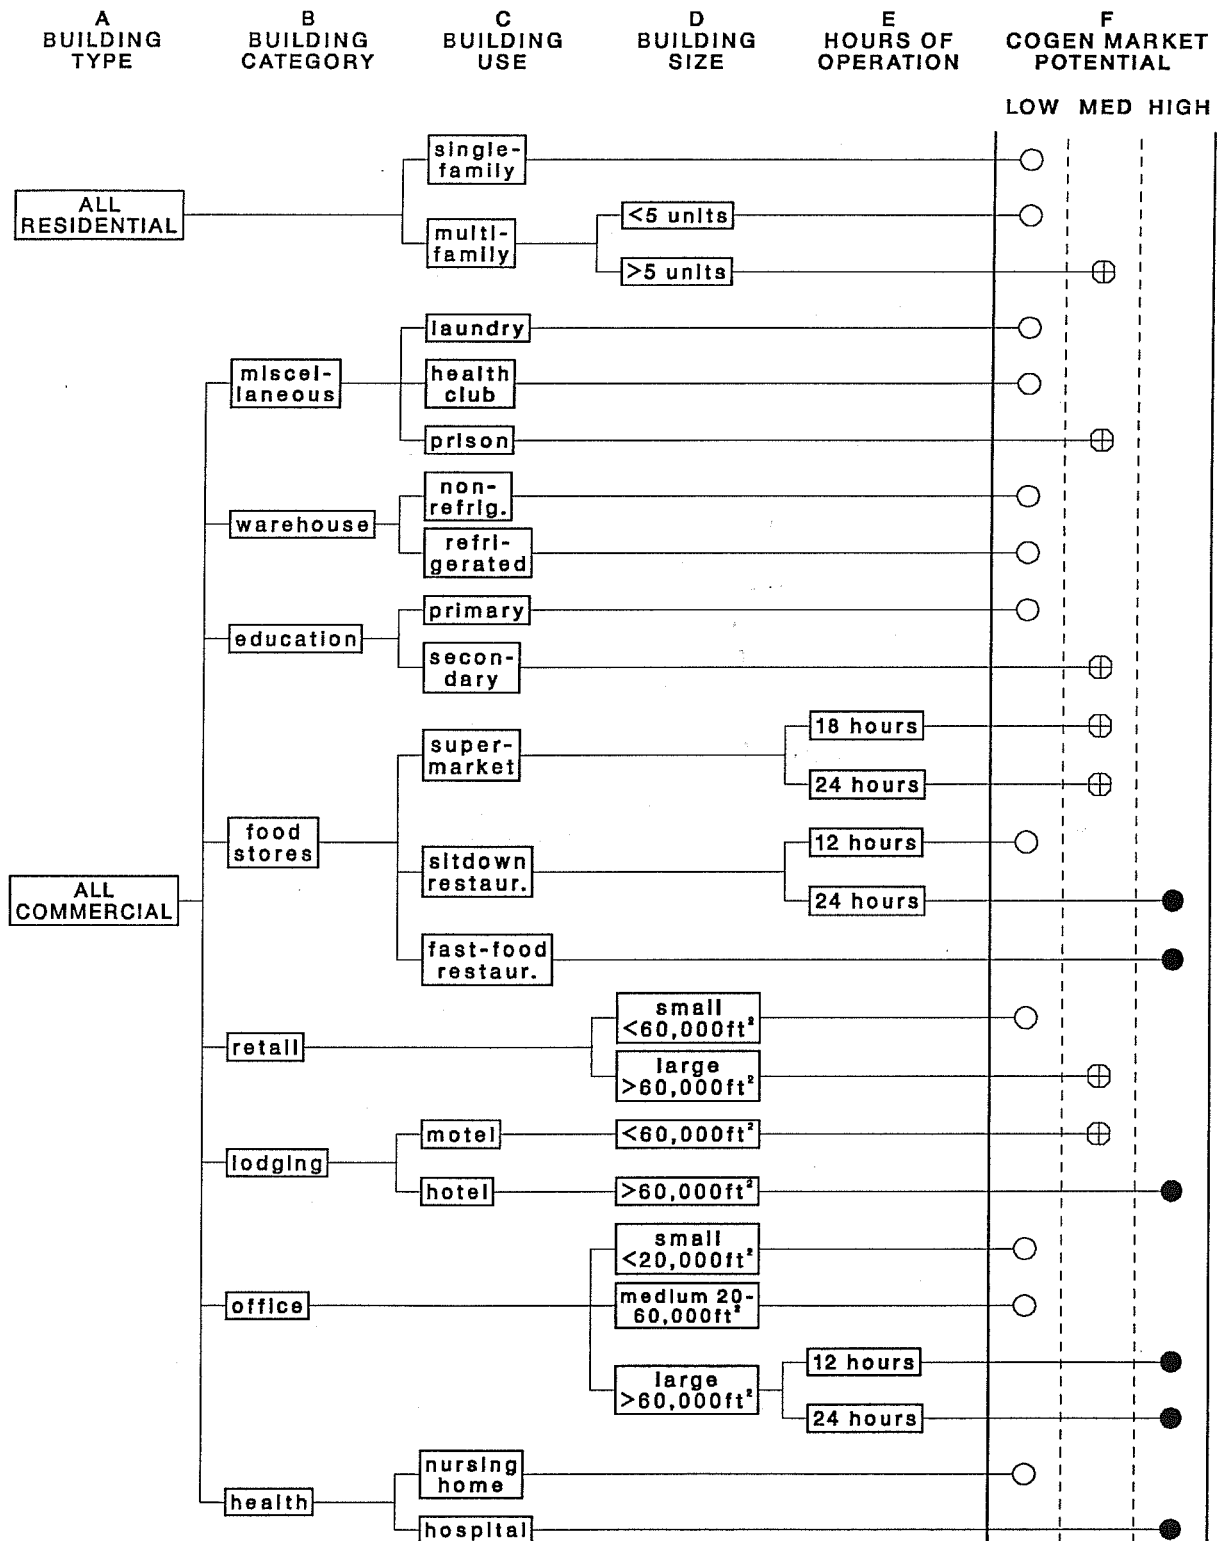 A
BUILDING
TYPE
B
BUILDING
CATEGORY
C
BUILDING
USE
D
BUILDING
SIZE
E
HOURS OF
OPERATION
F
COGEN MARKET
POTENTIAL
LOW MED HIGH
single-
family
ALL
RESIDENTIAL
<5 units
multi-
family
>5 units
laundry
miscel-
laneous
health
club
prison
non-
refrig.
warehouse
refri-
gerated
primary
education
secon-
dary
18 hours
super-
market
24 hours
food
stores
12 hours
sitdown
restaur.
24 hours
ALL
COMMERCIAL
fast-food
restaur.
small
<60,000ft²
retail
large
>60,000ft²
motel
<60,000ft²
lodging
hotel
>60,000ft²
small
<20,000ft²
office
medium 20-
60,000ft²
12 hours
large
>60,000ft²
24 hours
nursing
home
health
hospital